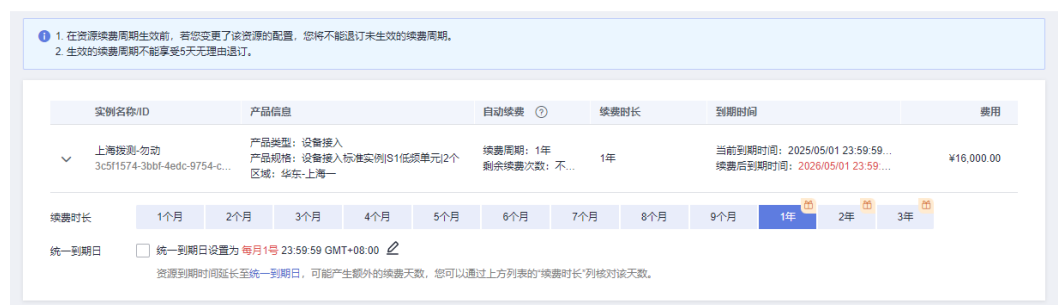 1. 在资源续费周期生效前，若您变更了该资源的配置，您将不能退订未生效的续费周期。
2. 生效的续费周期不能享受5天无理由退订。
实例名称/ID 产品信息 自动续费 ? 续费时长 到期时间 费用
上海拨测-勿动
3c5f1574-3bbf-4edc-9754-c...
产品类型：设备接入
产品规格：设备接入标准实例|S1低频单元|2个
区域：华东-上海一
续费周期：1年
剩余续费次数：不...
1年
当前到期时间：2025/05/01 23:59:59...
续费后到期时间：2026/05/01 23:59:...
¥16,000.00
续费时长 1个月 2个月 3个月 4个月 5个月 6个月 7个月 8个月 9个月 1年 2年 3年
统一到期日 统一到期日设置为 每月1号 23:59:59 GMT+08:00
资源到期时间延长至统一到期日，可能产生额外的续费天数，您可以通过上方列表的“续费时长”列核对该天数。